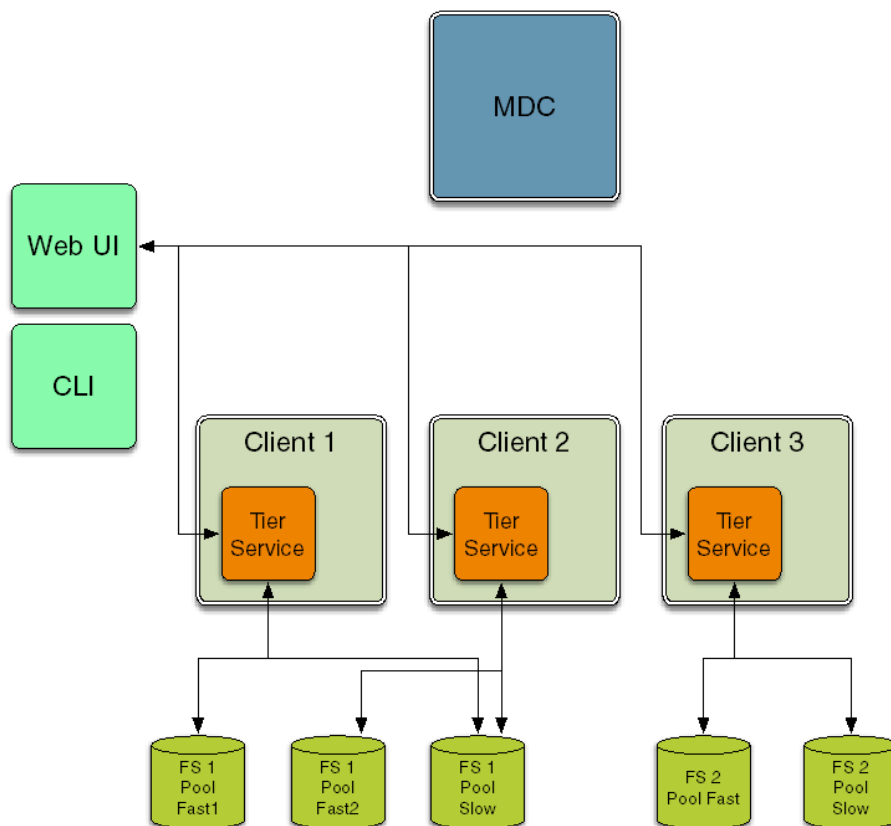 MDC
Web UI
CLI
Client 1
Client 2
Client 3
Tier
Service
Tier
Service
Tier
Service
FS 1
Pool
Fast1
FS 1
Pool
Fast2
FS 1
Pool
Slow
FS 2
Pool Fast
FS 2
Pool
Slow